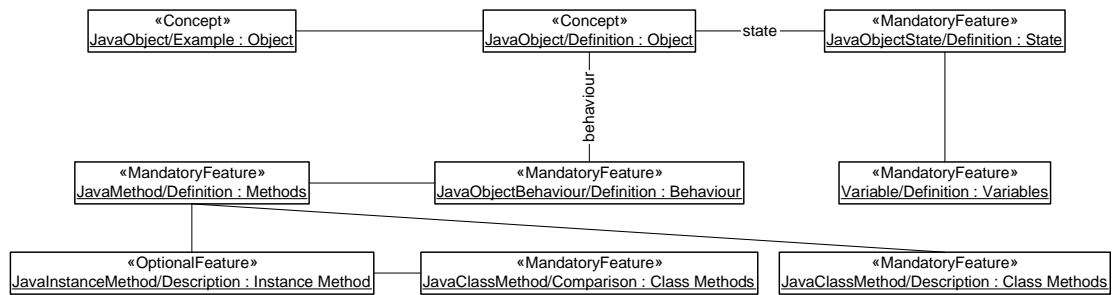 «Concept»
JavaObject/Example : Object
«Concept»
JavaObject/Definition : Object
state
«MandatoryFeature»
JavaObjectState/Definition : State
behaviour
«MandatoryFeature»
JavaMethod/Definition : Methods
«MandatoryFeature»
JavaObjectBehaviour/Definition : Behaviour
«MandatoryFeature»
Variable/Definition : Variables
«OptionalFeature»
JavaInstanceMethod/Description : Instance Method
«MandatoryFeature»
JavaClassMethod/Comparison : Class Methods
«MandatoryFeature»
JavaClassMethod/Description : Class Methods